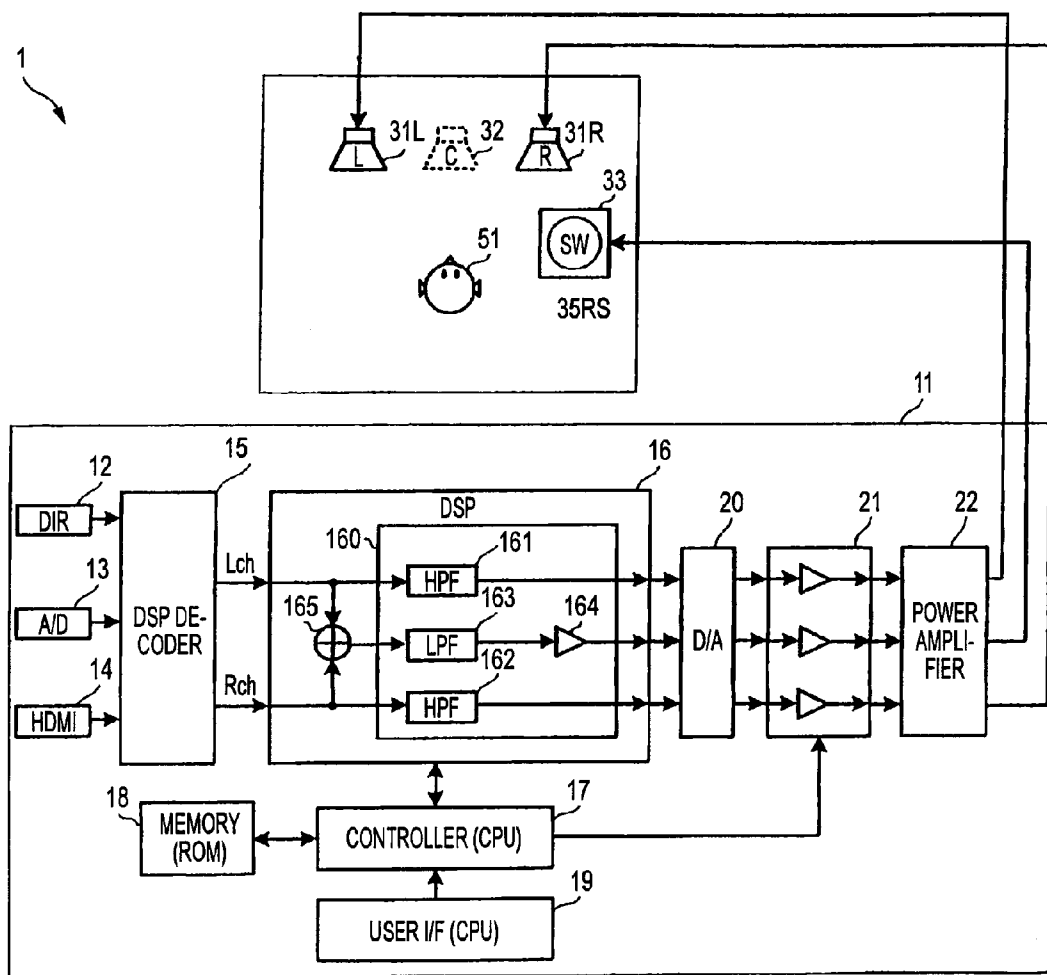 1
31L
32
31R
L
C
R
33
SW
51
35RS
11
12
15
16
DIR
DSP
20
21
22
160
161
Lch
HPF
13
165
163
164
A/D
DSP DE-
CODER
LPF
D/A
POWER
AMPLI-
FIER
14
Rch
162
HDMI
HPF
18
17
MEMORY
(ROM)
CONTROLLER (CPU)
19
USER I/F (CPU)